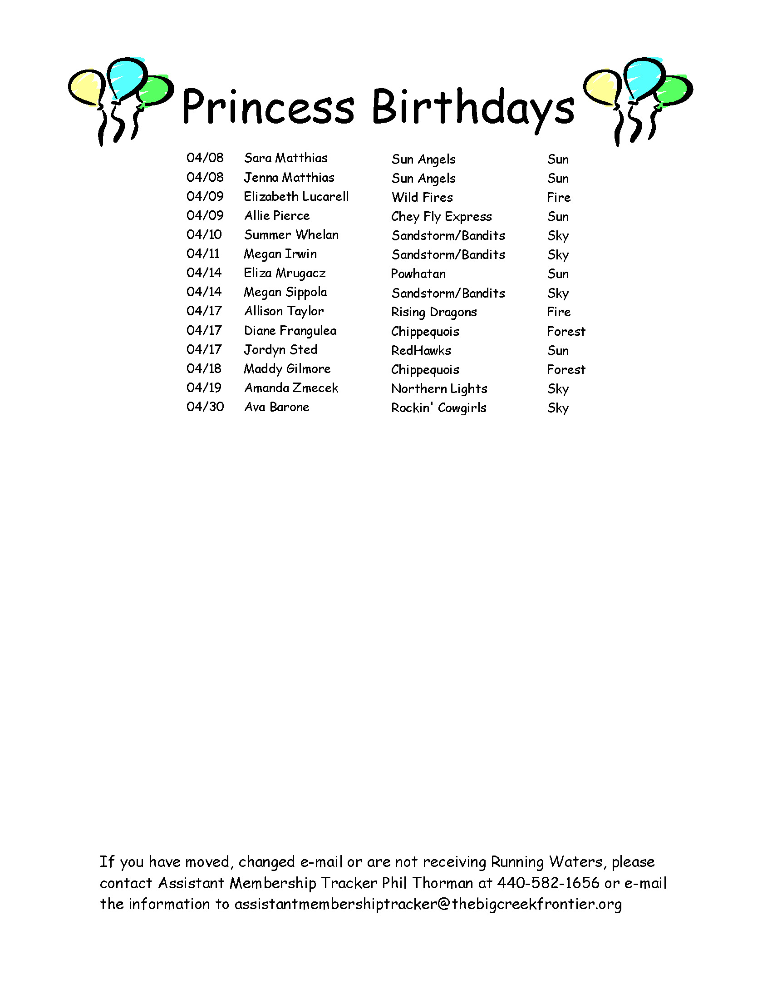 Princess Birthdays
04/08 Sara Matthias Sun Angels Sun
04/08 Jenna Matthias Sun Angels Sun
04/09 Elizabeth Lucarell Wild Fires Fire
04/09 Allie Pierce Chey Fly Express Sun
04/10 Summer Whelan Sandstorm/Bandits Sky
04/11 Megan Irwin Sandstorm/Bandits Sky
04/14 Eliza Mrugacz Powhatan Sun
04/14 Megan Sippola Sandstorm/Bandits Sky
04/17 Allison Taylor Rising Dragons Fire
04/17 Diane Frangulea Chippequois Forest
04/17 Jordyn Sted RedHawks Sun
04/18 Maddy Gilmore Chippequois Forest
04/19 Amanda Zmecek Northern Lights Sky
04/30 Ava Barone Rockin' Cowgirls Sky
If you have moved, changed e-mail or are not receiving Running Waters, please
contact Assistant Membership Tracker Phil Thorman at 440-582-1656 or e-mail
the information to assistantmembershiptracker@thebigcreekfrontier.org